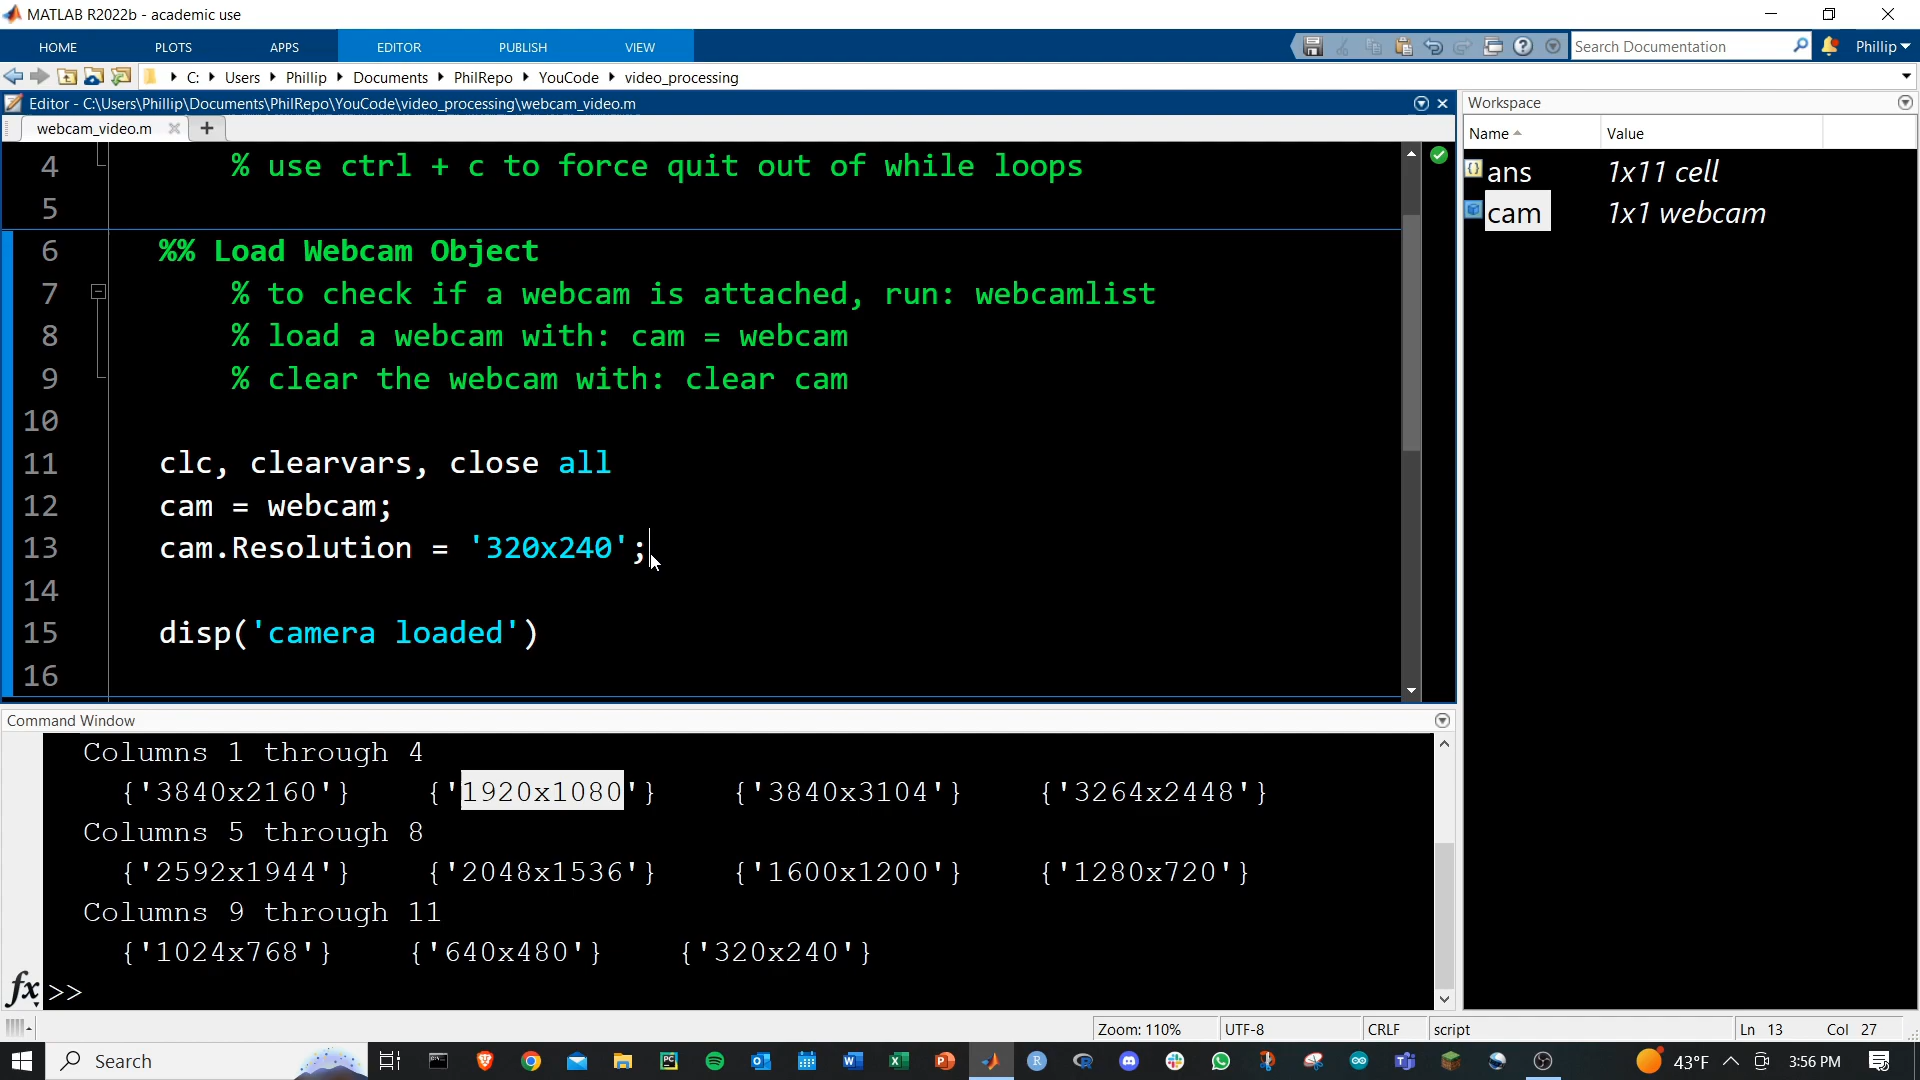 MATLAB R2022b - academic use
HOME PLOTS APPS EDITOR PUBLISH VIEW Search Documentation Phillip
C: Users Phillip Documents PhilRepo YouCode video_processing
Editor - C:\Users\Phillip\Documents\PhilRepo\YouCode\video_processing\webcam_video.m
webcam_video.m +
4 % use ctrl + c to force quit out of while loops
5
6 %% Load Webcam Object
7 % to check if a webcam is attached, run: webcamlist
8 % load a webcam with: cam = webcam
9 % clear the webcam with: clear cam
10
11 clc, clearvars, close all
12 cam = webcam;
13 cam.Resolution = '320x240';
14
15 disp('camera loaded')
16
Workspace
Name Value
ans 1x11 cell
cam 1x1 webcam
Command Window
Columns 1 through 4
{'3840x2160'} {'1920x1080'} {'3840x3104'} {'3264x2448'}
Columns 5 through 8
{'2592x1944'} {'2048x1536'} {'1600x1200'} {'1280x720'}
Columns 9 through 11
{'1024x768'} {'640x480'} {'320x240'}
fx >>
Zoom: 110% UTF-8 CRLF script Ln 13 Col 27
Search 43°F 3:56 PM